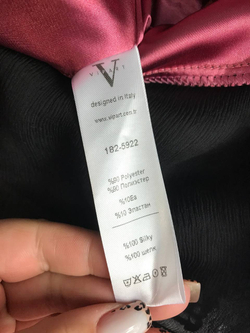 V
VIPART
designed in Italy
www.vipart.com.tr
182-5922
%90 Polyester
%90 Полиэстер
%10Ea
%10 Эластан
%100 Silky
%100 шелк